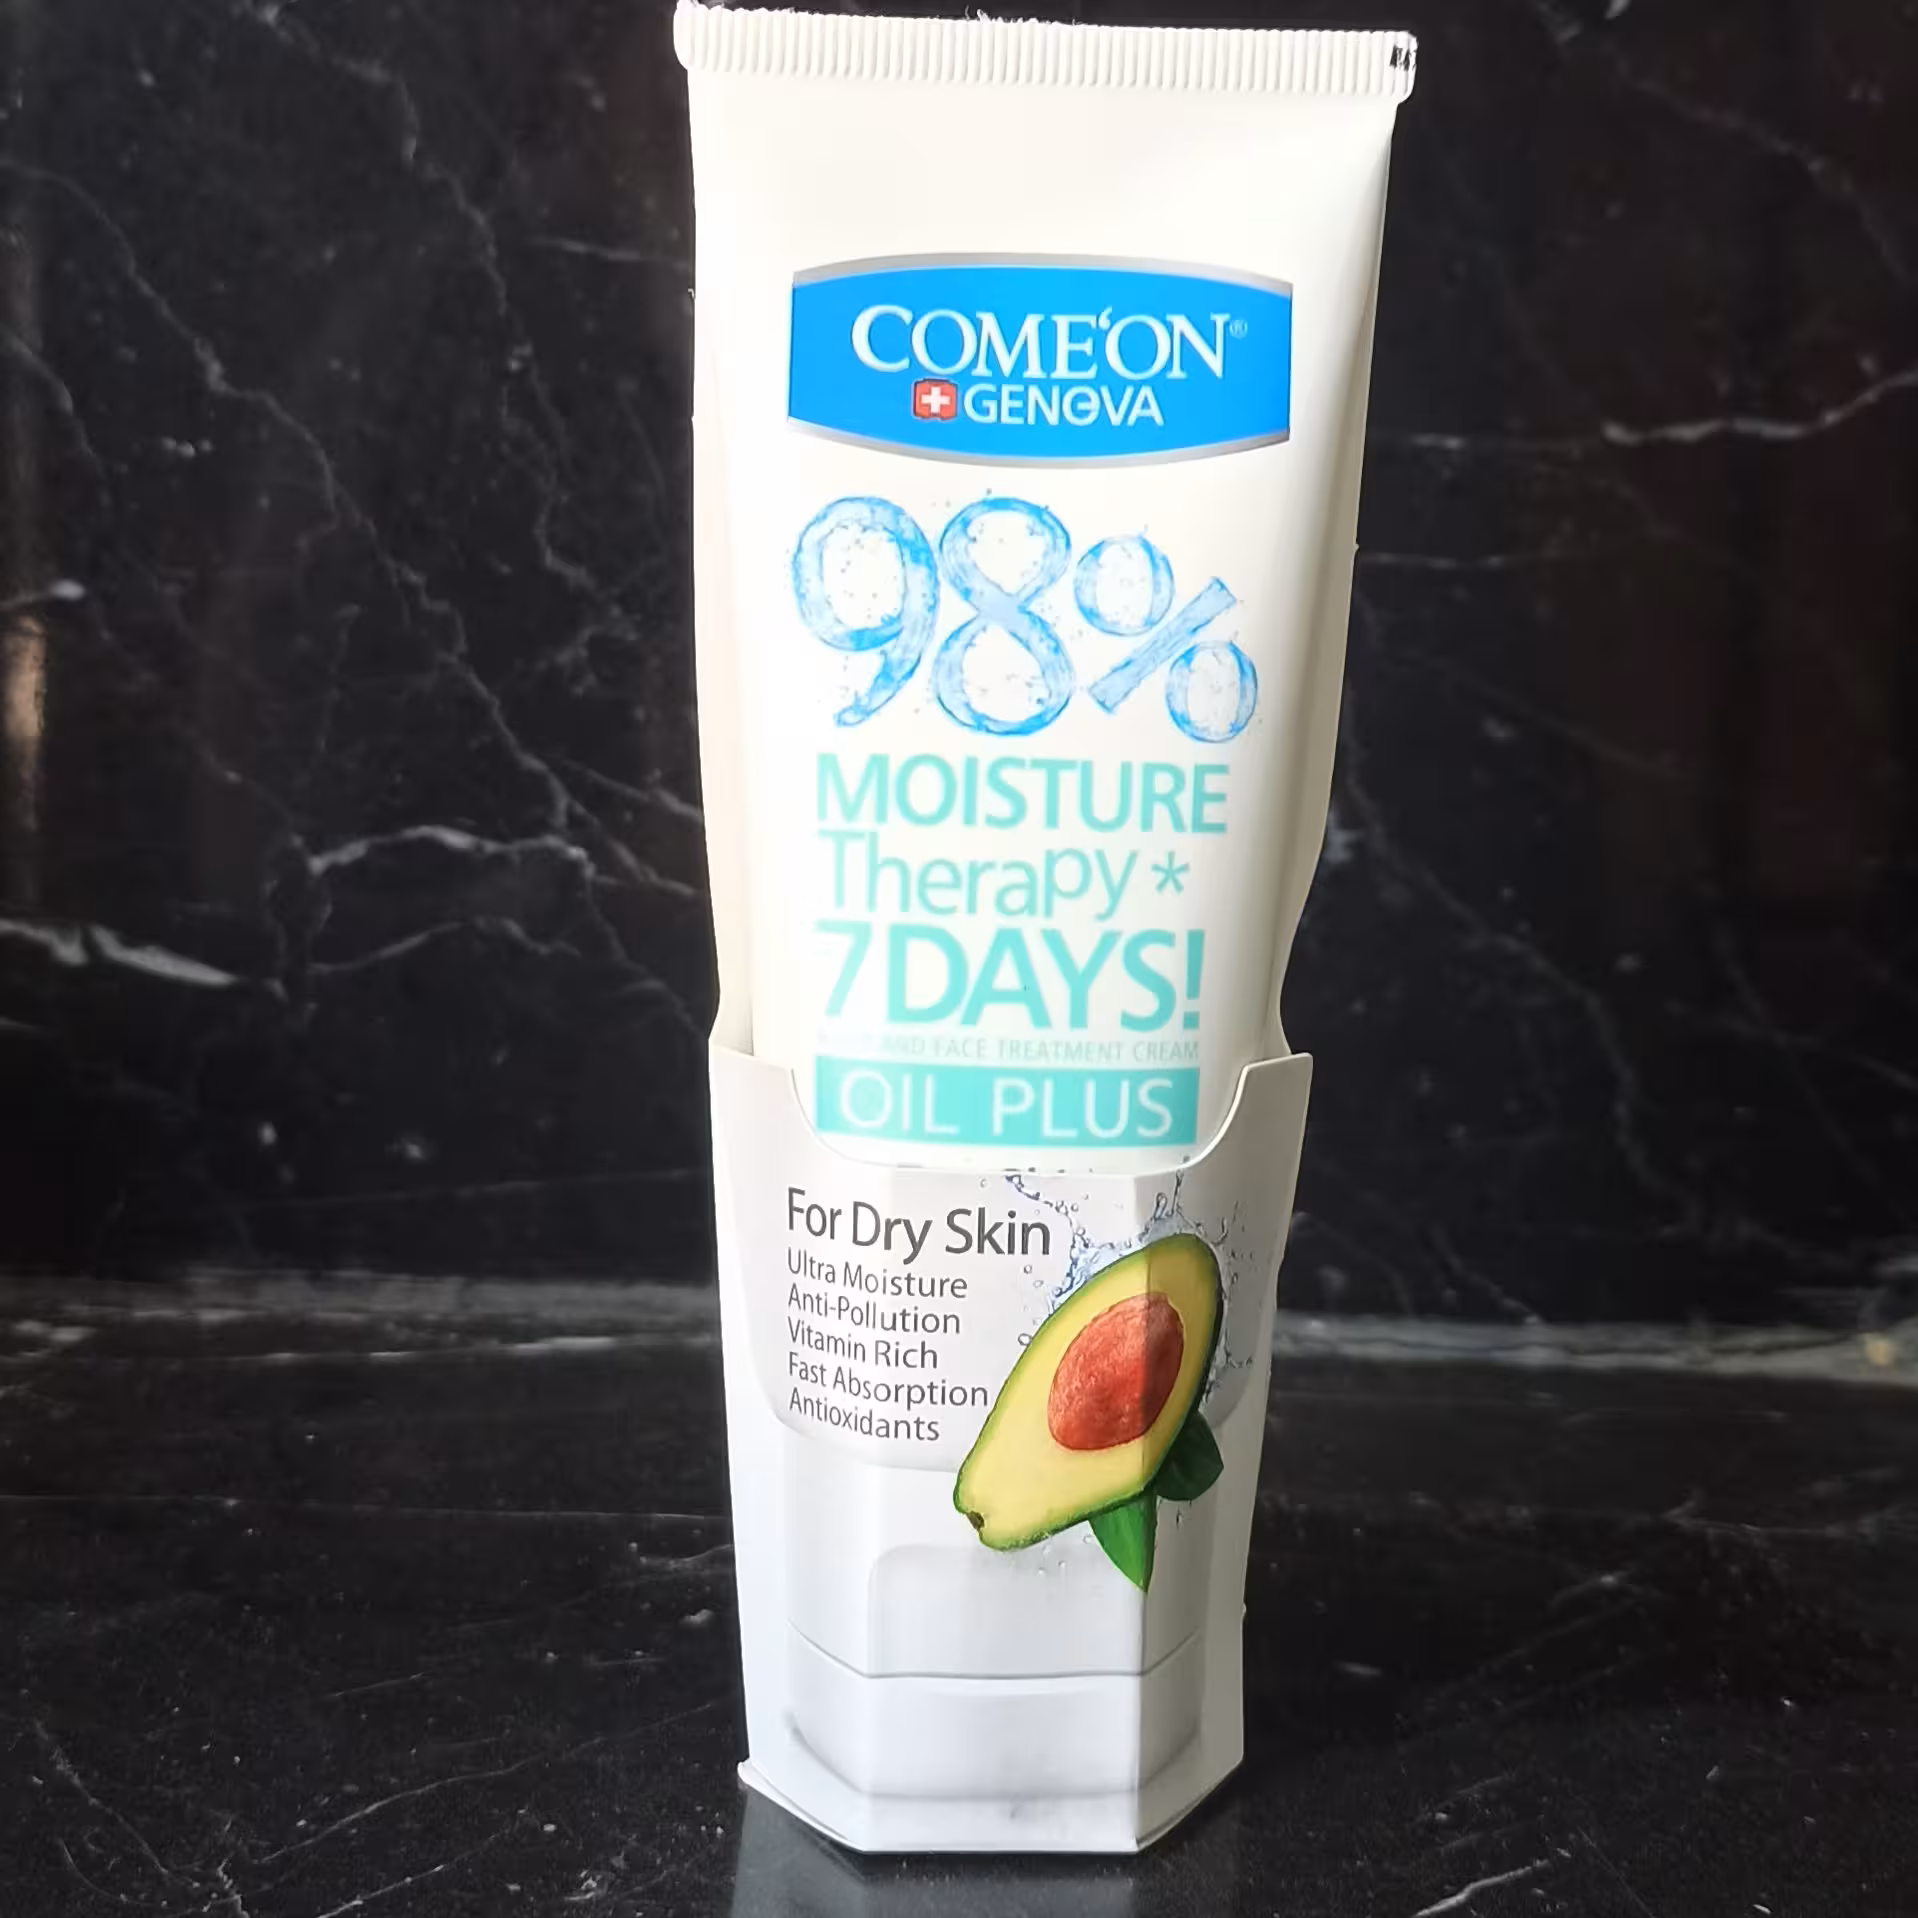 COME‘ON®
GENOVA
98%
MOISTURE
Therapy *
7DAYS!
AND FACE TREATMENT CREAM
OIL PLUS
For Dry Skin
Ultra Moisture
Anti-Pollution
Vitamin Rich
Fast Absorption
Antioxidants